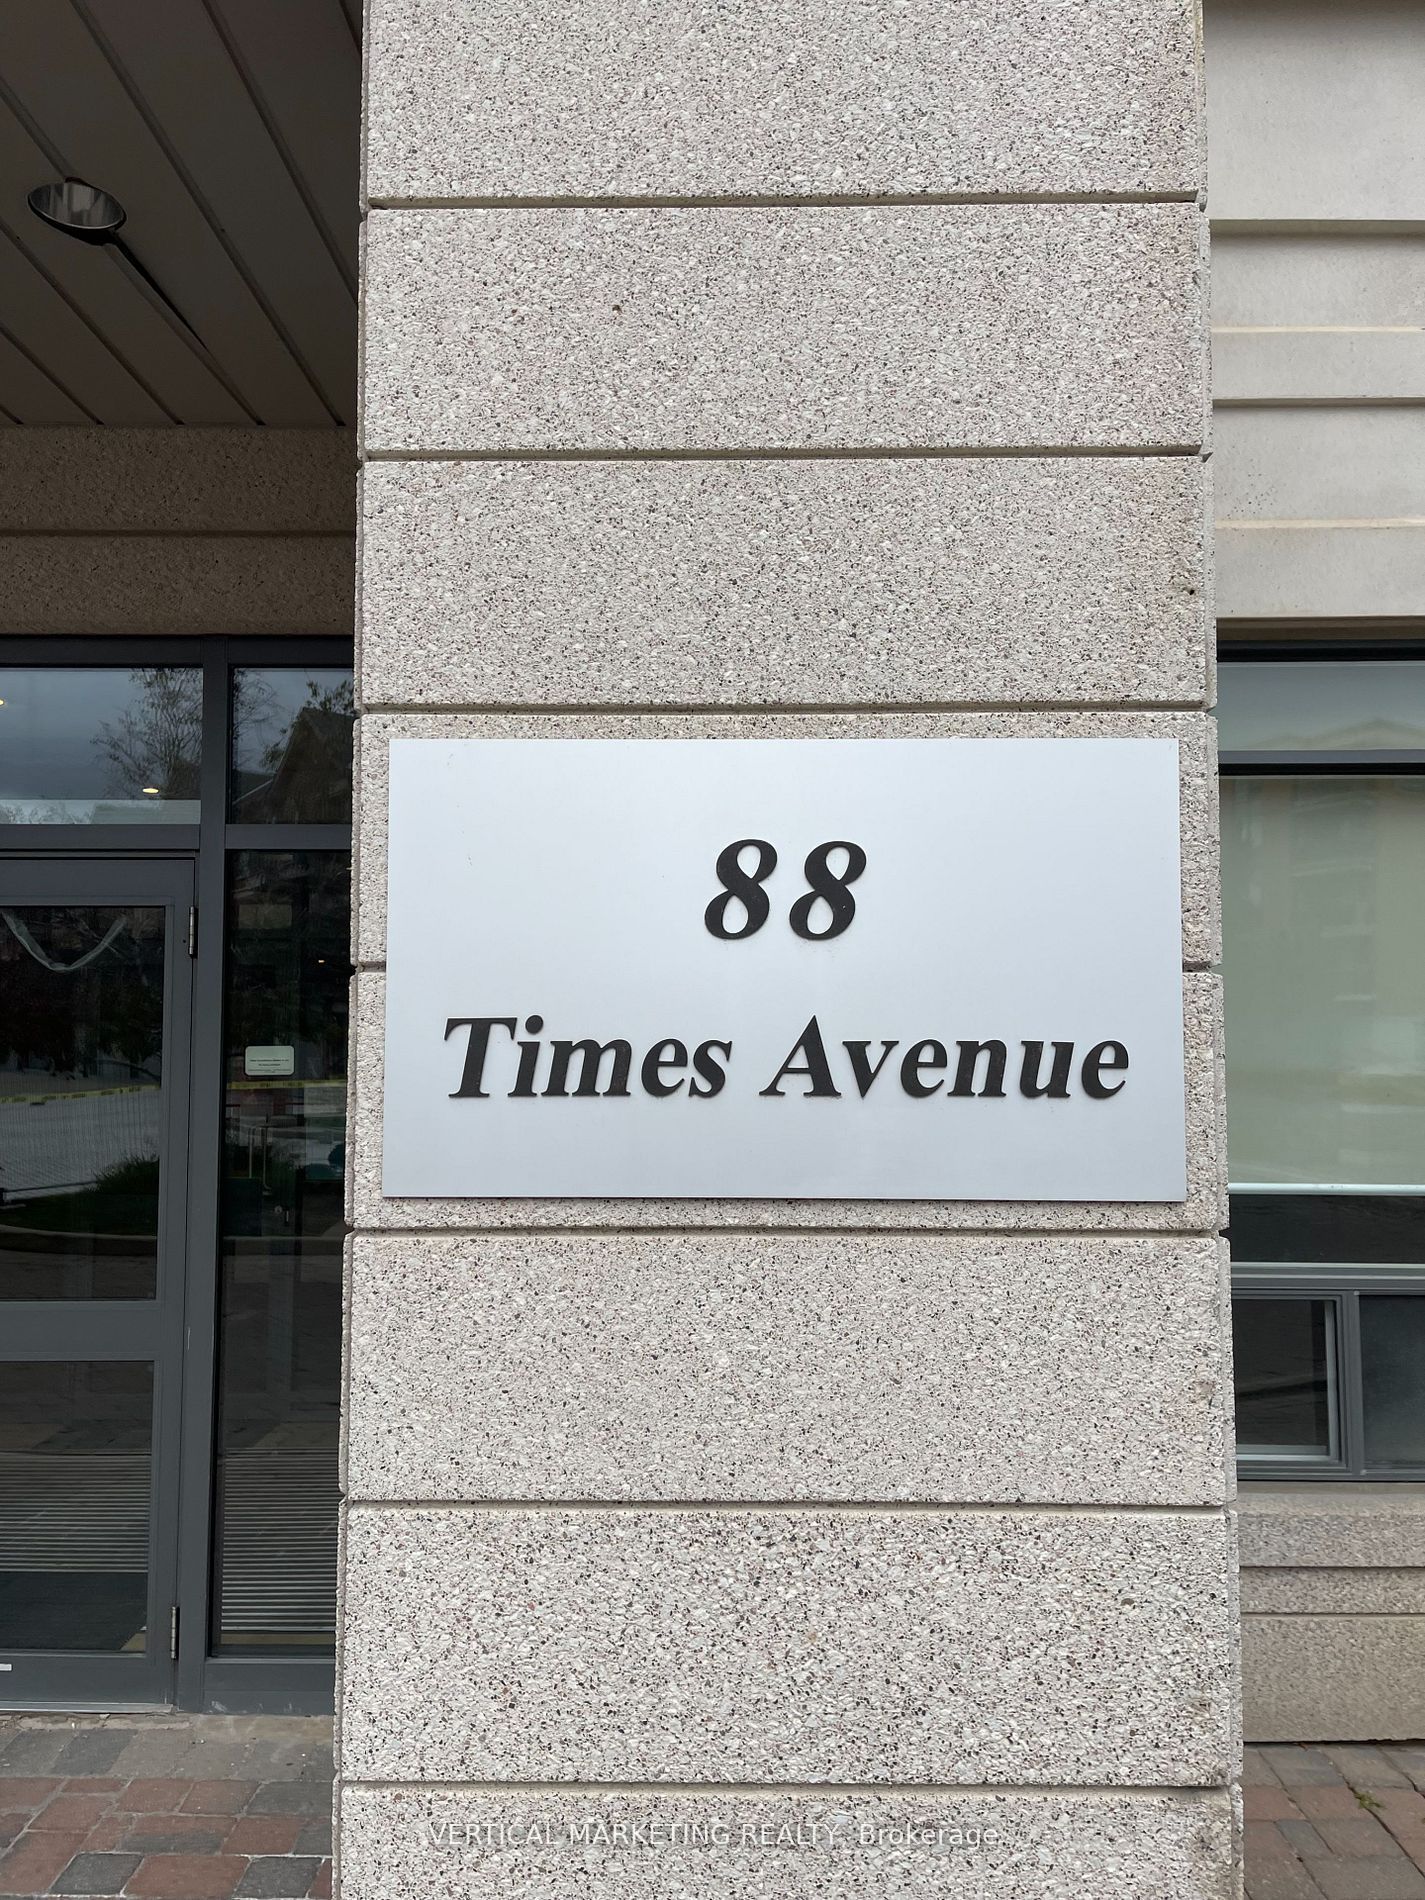 88
Times Avenue
VERTICAL MARKETING REALTY, Brokerage